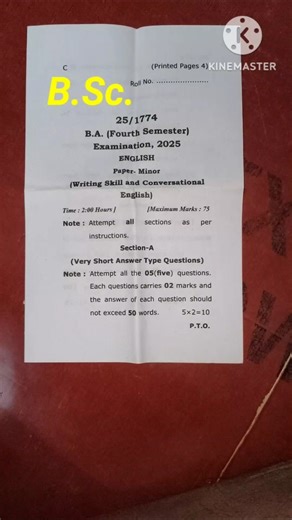 KINEMASTER
C (Printed Pages 4)
Roll No. ........................
B.Sc.
25/1774
B.A. (Fourth Semester)
Examination, 2025
ENGLISH
Paper- Minor
(Writing Skill and Conversational
English)
Time : 2:00 Hours] [Maximum Marks : 75
Note : Attempt all sections as per
instructions.
Section-A
(Very Short Answer Type Questions)
Note : Attempt all the 05(five) questions.
Each questions carries 02 marks and
the answer of each question should
not exceed 50 words. 5×2=10
P.T.O.